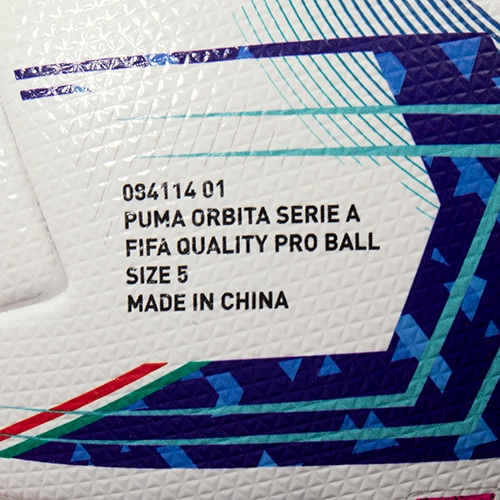 084114 01
PUMA ORBITA SERIE A
FIFA QUALITY PRO BALL
SIZE 5
MADE IN CHINA